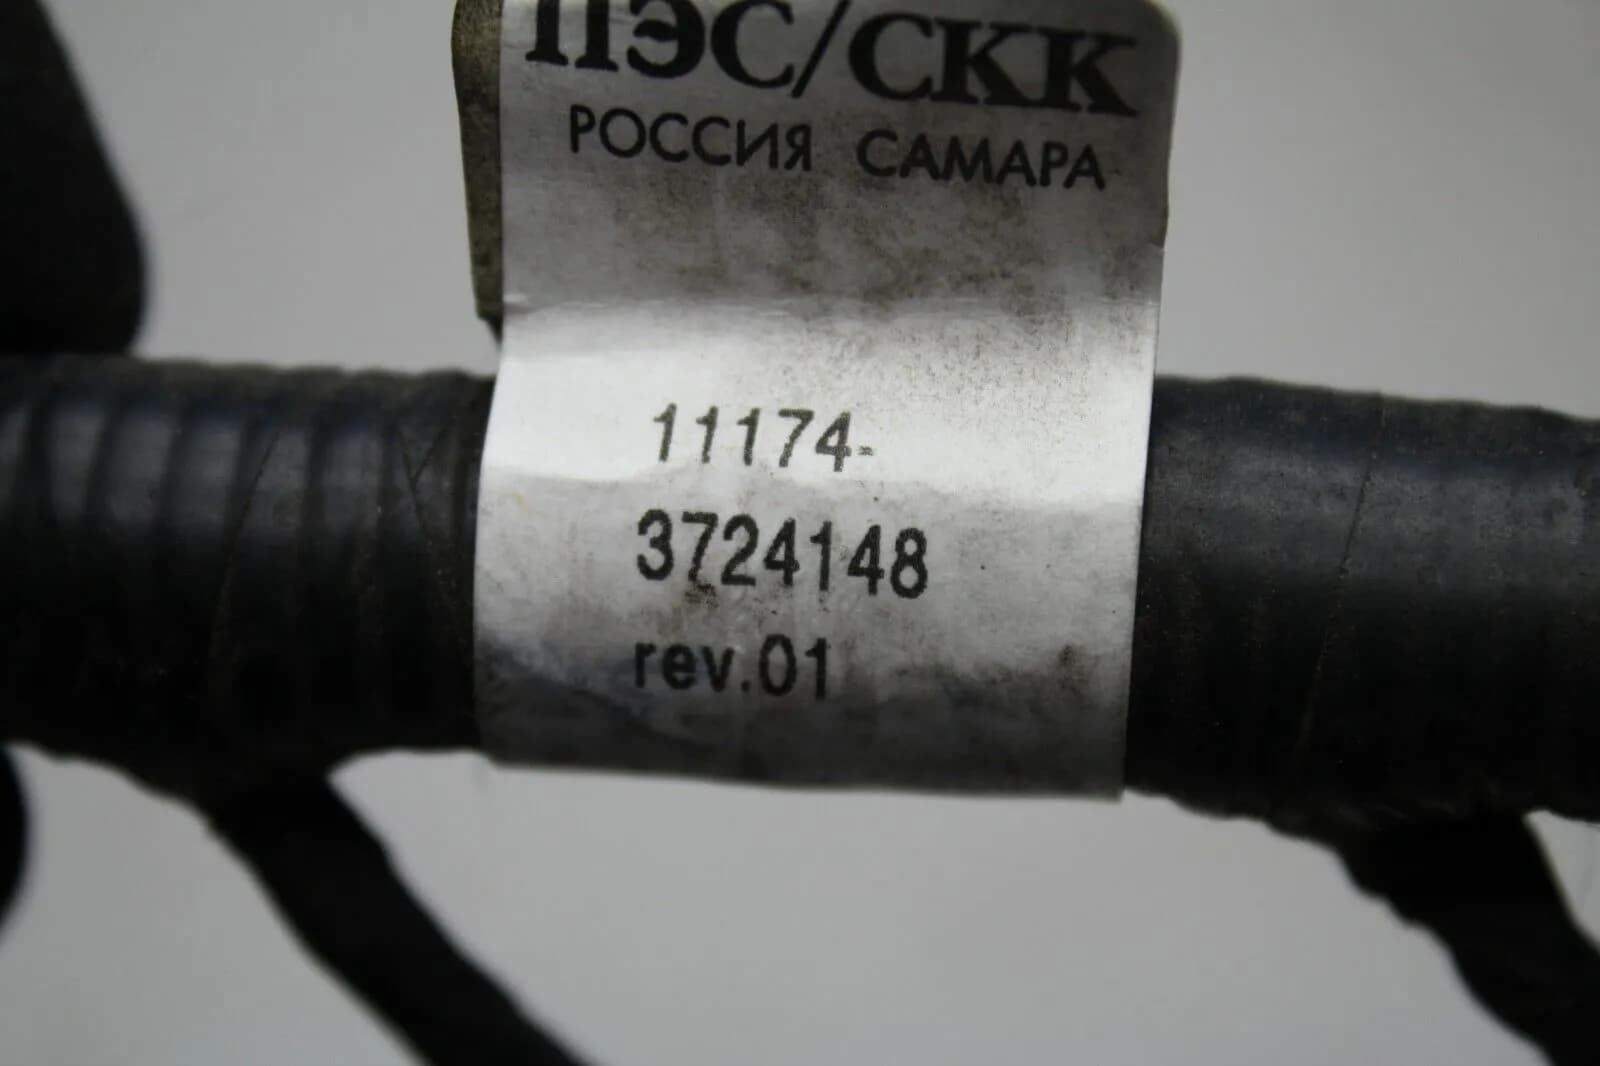 ПЭС/СКК
РОССИЯ САМАРА
11174-
3724148
rev.01